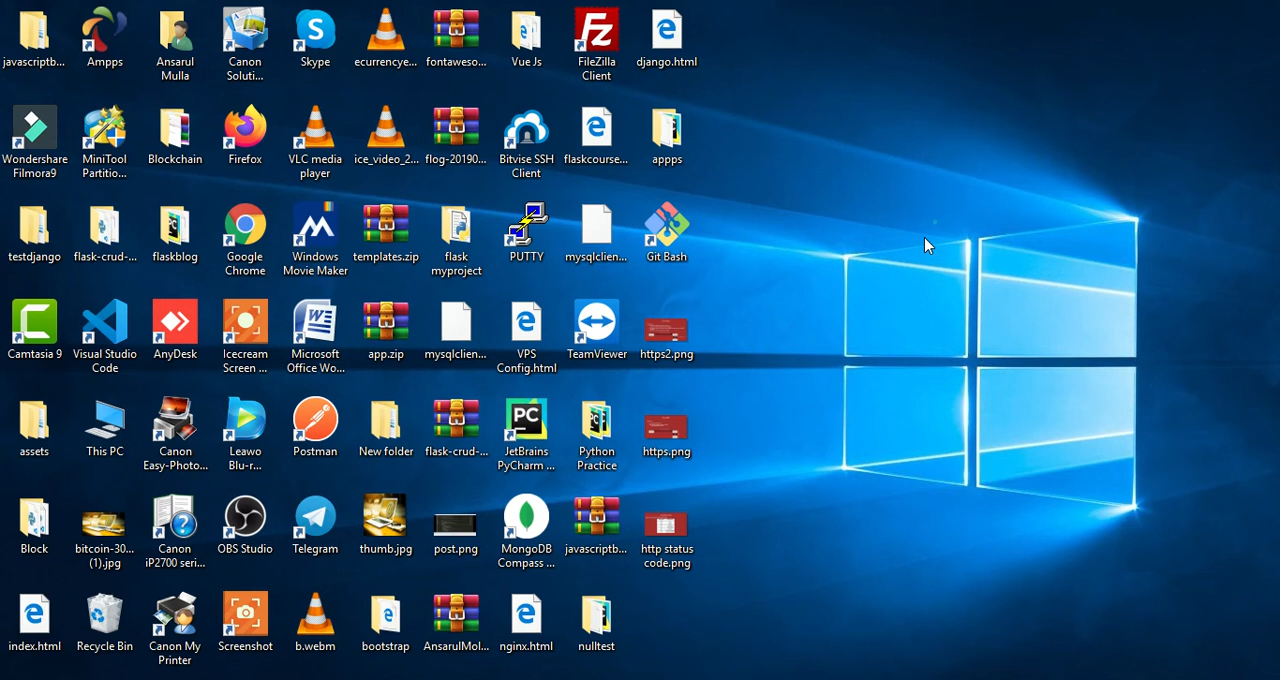 javascriptb...
Ampps
Ansarul
Mulla
Canon
Soluti...
Skype
ecurrencye...
fontaweso...
Vue Js
Fz
FileZilla
Client
django.html
Wondershare
Filmora9
MiniTool
Partitio...
Blockchain
Firefox
VLC media
player
ice_video_2...
flog-20190...
Bitvise SSH
Client
flaskcourse...
appps
testdjango
flask-crud-...
flaskblog
Google
Chrome
Windows
Movie Maker
templates.zip
flask
myproject
PUTTY
mysqlclien...
Git Bash
Camtasia 9
Visual Studio
Code
AnyDesk
Icecream
Screen ...
Microsoft
Office Wo...
app.zip
mysqlclien...
VPS
Config.html
TeamViewer
https2.png
assets
This PC
Canon
Easy-Photo...
Leawo
Blu-r...
Postman
New folder
flask-crud-...
PC
JetBrains
PyCharm ...
Python
Practice
https.png
Block
bitcoin-30...
(1).jpg
Canon
iP2700 seri...
OBS Studio
Telegram
thumb.jpg
post.png
MongoDB
Compass ...
javascriptb...
http status
code.png
index.html
Recycle Bin
Canon My
Printer
Screenshot
b.webm
bootstrap
AnsarulMol...
nginx.html
nulltest